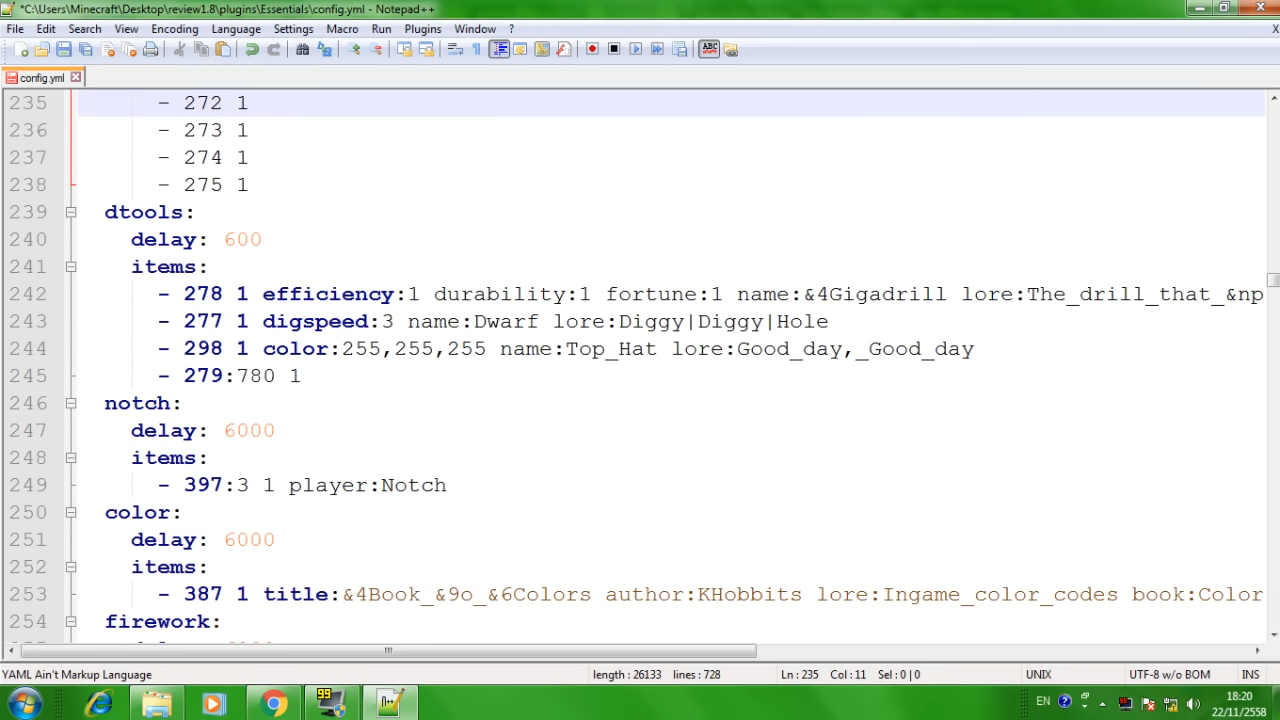 *C:\Users\Minecraft\Desktop\review1.8\plugins\Essentials\config.yml - Notepad++
File Edit Search View Encoding Language Settings Macro Run Plugins Window ? X
config.yml
235 - 272 1
236 - 273 1
237 - 274 1
238 - 275 1
239 dtools:
240 delay: 600
241 items:
242 - 278 1 efficiency:1 durability:1 fortune:1 name:&4Gigadrill lore:The_drill_that_&np
243 - 277 1 digspeed:3 name:Dwarf lore:Diggy|Diggy|Hole
244 - 298 1 color:255,255,255 name:Top_Hat lore:Good_day,_Good_day
245 - 279:780 1
246 notch:
247 delay: 6000
248 items:
249 - 397:3 1 player:Notch
250 color:
251 delay: 6000
252 items:
253 - 387 1 title:&4Book_&9o_&6Colors author:KHobbits lore:Ingame_color_codes book:Color
254 firework:
YAML Ain't Markup Language length : 26133 lines : 728 Ln : 235 Col : 11 Sel : 0 | 0 UNIX UTF-8 w/o BOM INS
EN 18:20
22/11/2558